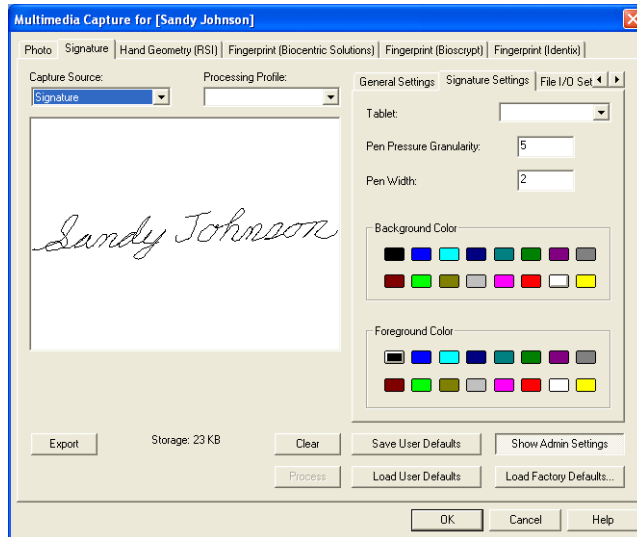 Multimedia Capture for [Sandy Johnson]
Photo Signature Hand Geometry (RSI) Fingerprint (Biocentric Solutions) Fingerprint (Bioscrypt) Fingerprint (Identix)
Capture Source: Processing Profile:
Signature
Sandy Johnson
Export Storage: 23 KB Clear
Process
General Settings Signature Settings File I/O Set
Tablet:
Pen Pressure Granularity: 5
Pen Width: 2
Background Color
Foreground Color
Save User Defaults Show Admin Settings
Load User Defaults Load Factory Defaults...
OK Cancel Help